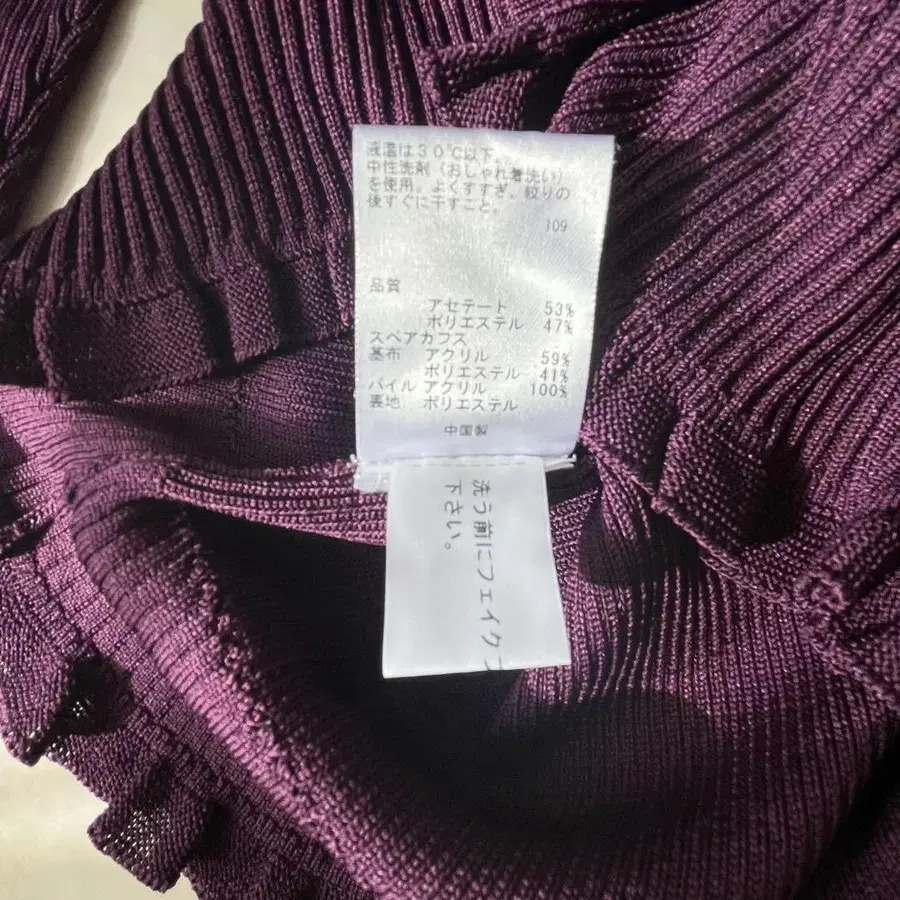 液温は30℃以下。
中性洗剤（おしゃれ着洗い）
を使用。よくすすぎ、絞りの
後すぐに干すこと。
109
品質
アセテート 53%
ポリエステル 47%
スペアカフス
基布 アクリル 59%
ポリエステル 41%
パイル アクリル 100%
裏地 ポリエステル
中国製
洗う前にフェイク
下さい。